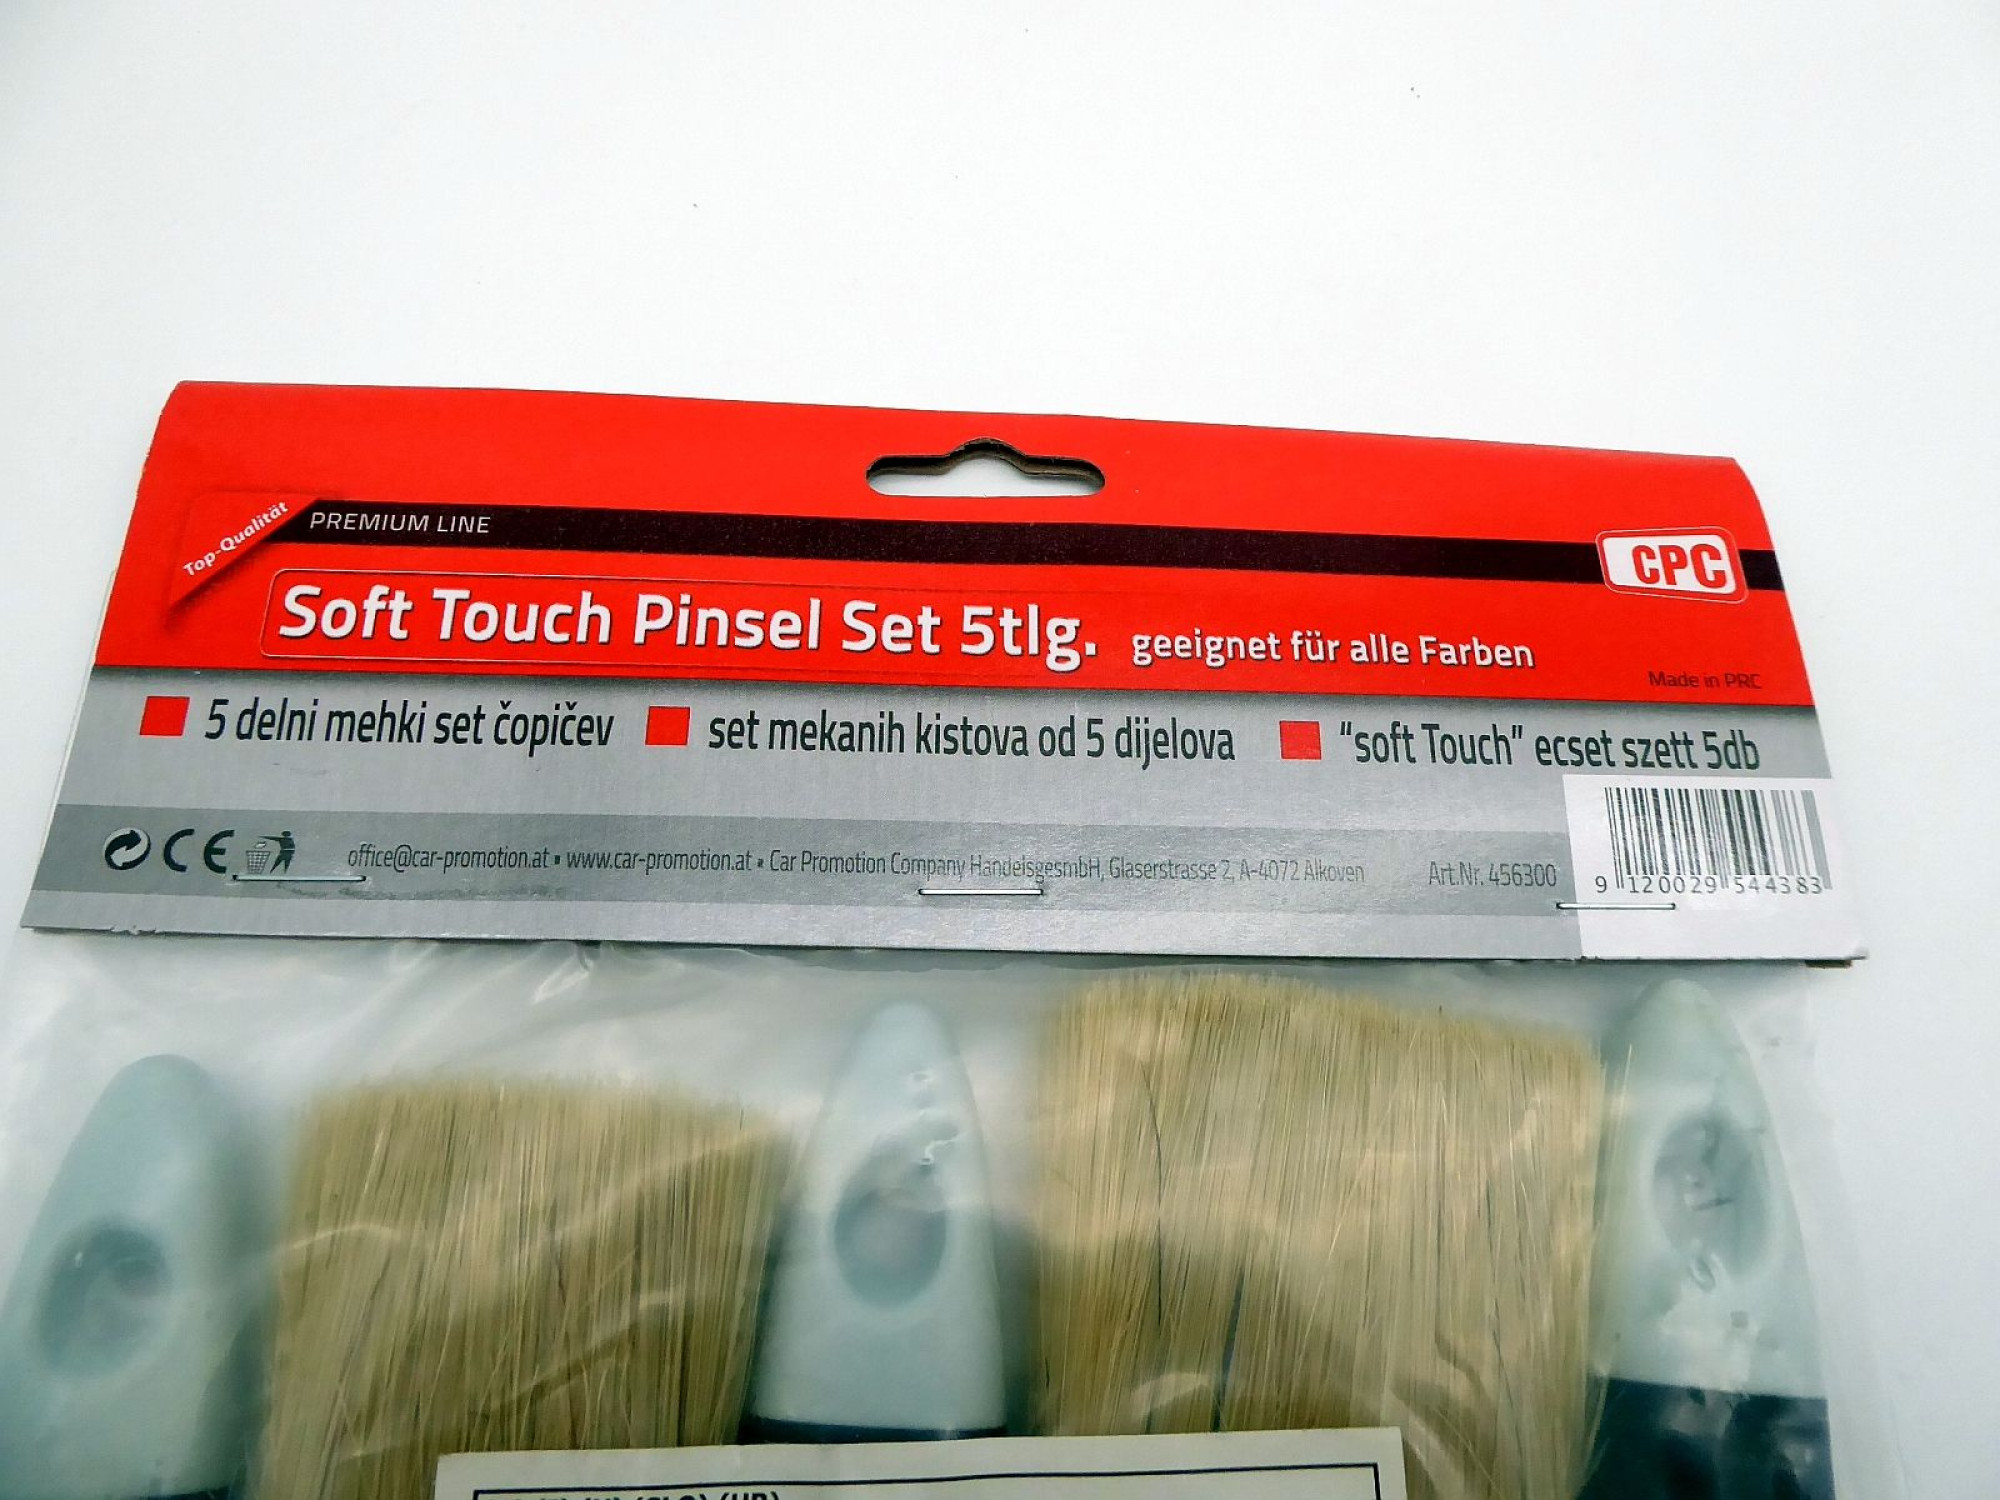 Top-Qualität
PREMIUM LINE
CPC
Soft Touch Pinsel Set 5tlg. geeignet für alle Farben
Made in PRC
5 delni mehki set čopičev set mekanih kistova od 5 dijelova "soft Touch" ecset szett 5db
CE office@car-promotion.at ▪ www.car-promotion.at ▪ Car Promotion Company HandelsgesmbH, Glaserstrasse 2, A-4072 Alkoven Art.Nr. 456300
9 120029 544383